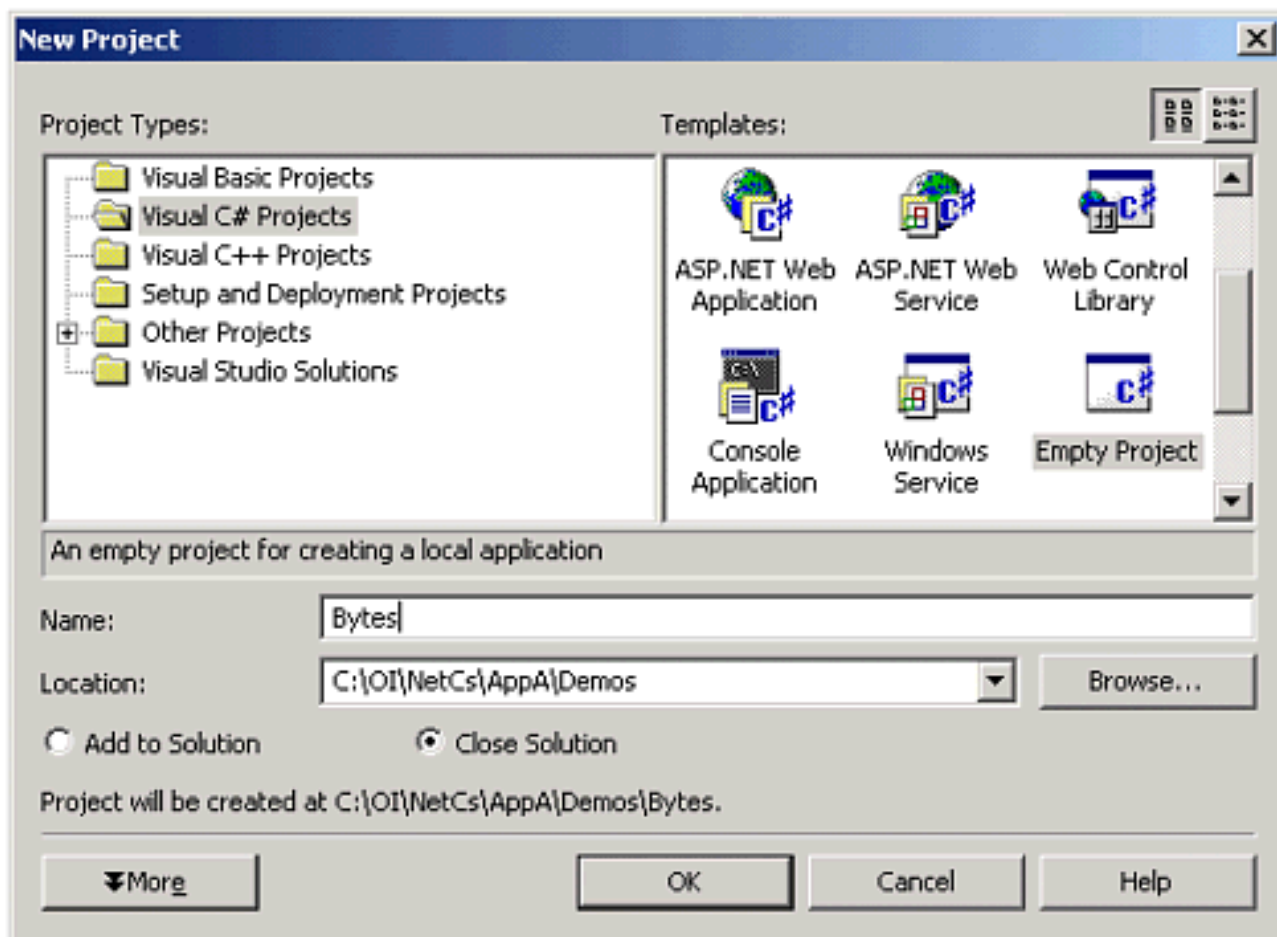 New Project
Project Types:
Templates:
Visual Basic Projects
Visual C# Projects
Visual C++ Projects
Setup and Deployment Projects
Other Projects
Visual Studio Solutions
ASP.NET Web
Application
ASP.NET Web
Service
Web Control
Library
Console
Application
Windows
Service
Empty Project
An empty project for creating a local application
Name:
Bytes
Location:
C:\OI\NetCs\AppA\Demos
Browse...
Add to Solution
Close Solution
Project will be created at C:\OI\NetCs\AppA\Demos\Bytes.
More
OK
Cancel
Help